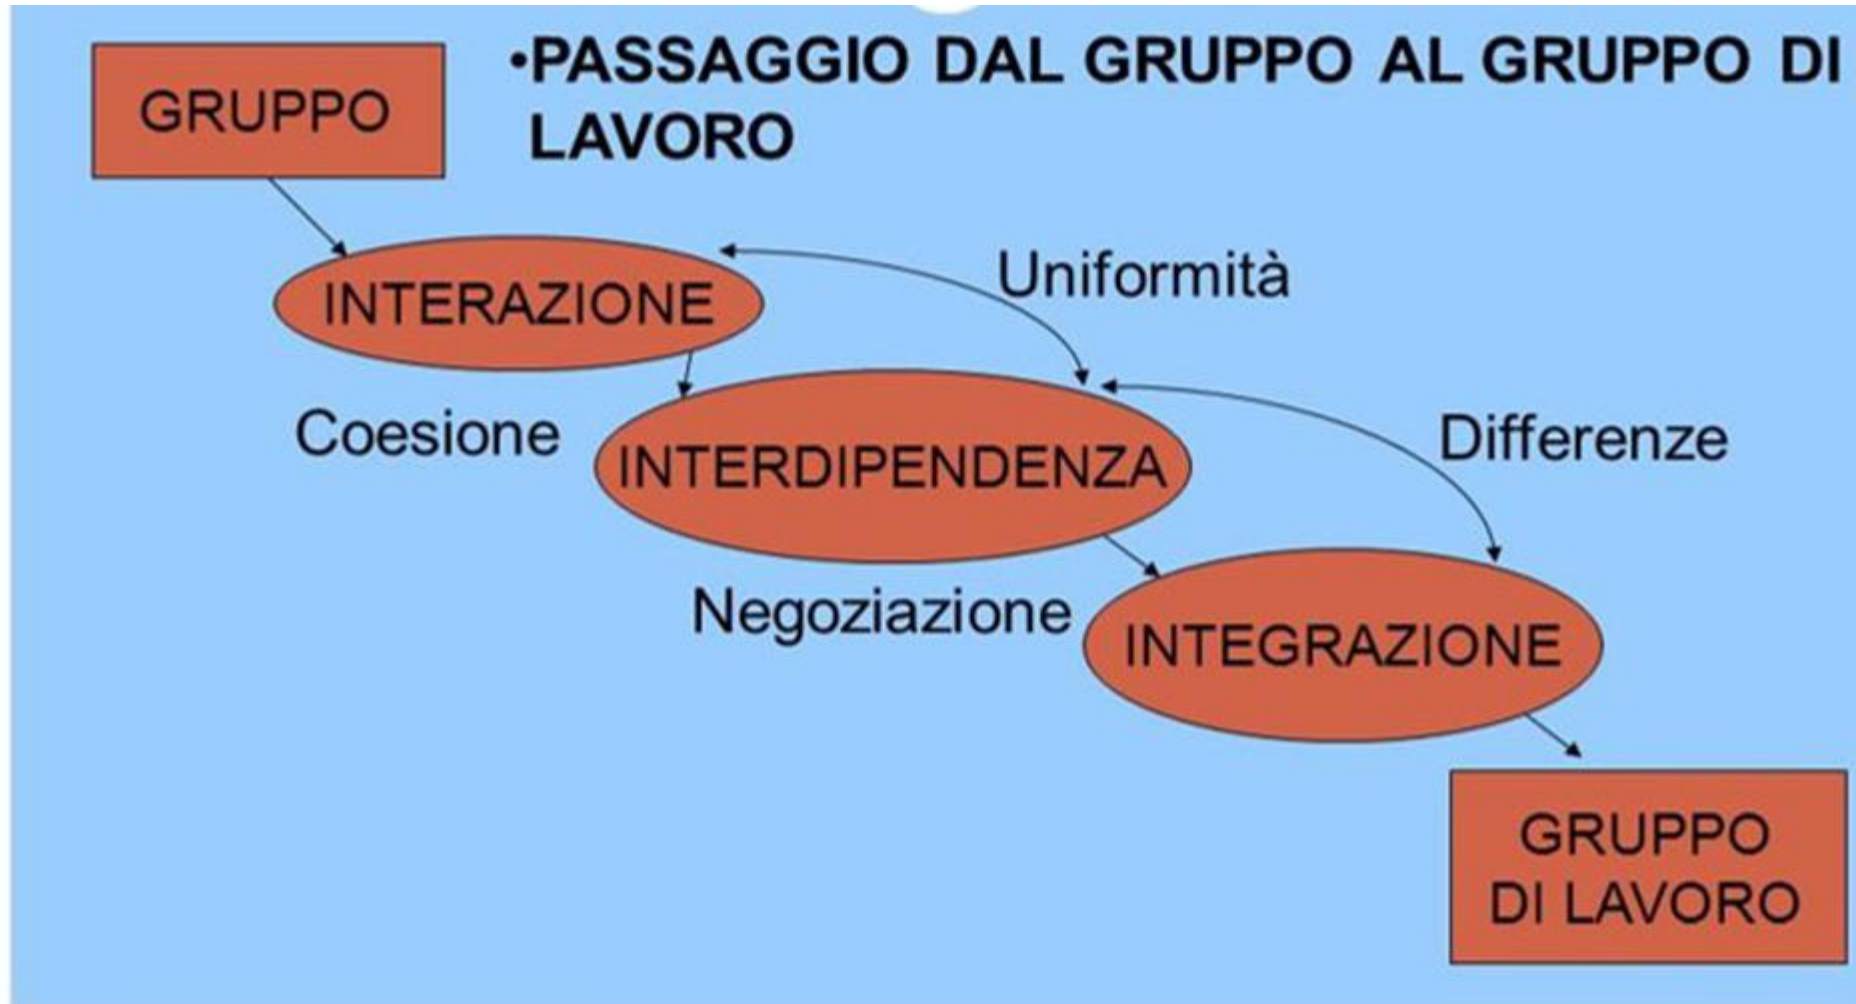 GRUPPO
•PASSAGGIO DAL GRUPPO AL GRUPPO DI
LAVORO
INTERAZIONE
Uniformità
Coesione
INTERDIPENDENZA
Differenze
Negoziazione
INTEGRAZIONE
GRUPPO
DI LAVORO